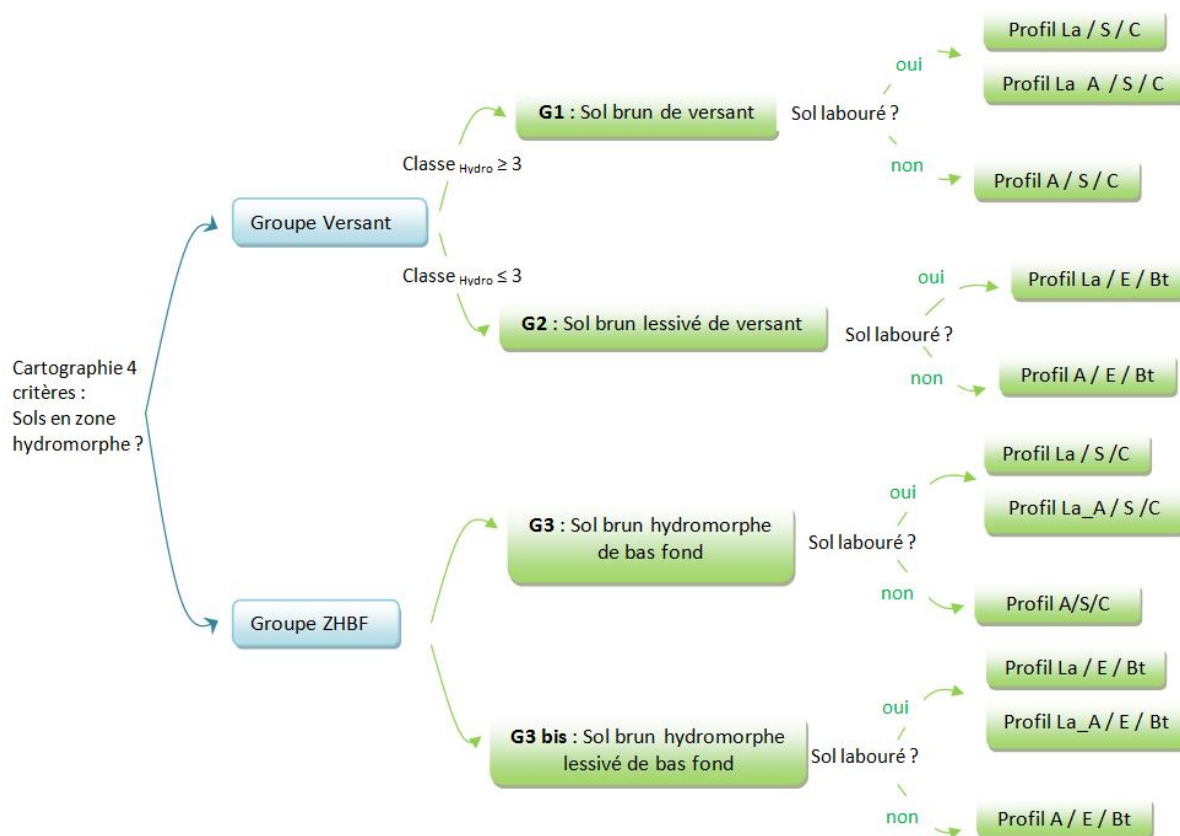 Cartographie 4
critères :
Sols en zone
hydromorphe ?
Groupe Versant
Classe Hydro ≥ 3
G1 : Sol brun de versant
Sol labouré ?
oui
Profil La / S / C
Profil La A / S / C
non
Profil A / S / C
Classe Hydro ≤ 3
G2 : Sol brun lessivé de versant
Sol labouré ?
oui
Profil La / E / Bt
non
Profil A / E / Bt
Groupe ZHBF
G3 : Sol brun hydromorphe
de bas fond
Sol labouré ?
oui
Profil La / S /C
Profil La_A / S /C
non
Profil A/S/C
G3 bis : Sol brun hydromorphe
lessivé de bas fond
Sol labouré ?
oui
Profil La / E / Bt
Profil La_A / E / Bt
non
Profil A / E / Bt